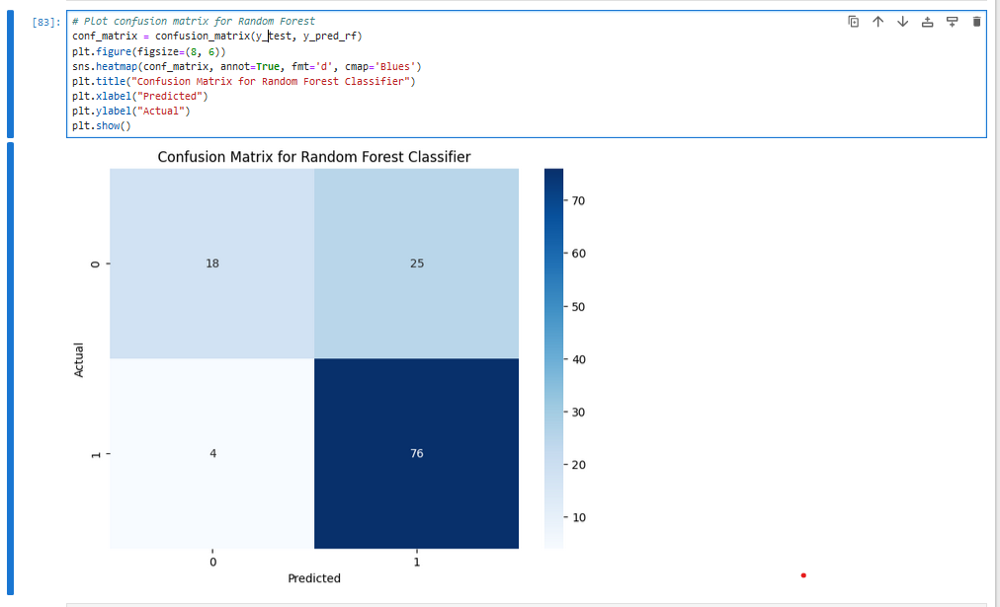 [83]:
# Plot confusion matrix for Random Forest
conf_matrix = confusion_matrix(y_test, y_pred_rf)
plt.figure(figsize=(8, 6))
sns.heatmap(conf_matrix, annot=True, fmt='d', cmap='Blues')
plt.title("Confusion Matrix for Random Forest Classifier")
plt.xlabel("Predicted")
plt.ylabel("Actual")
plt.show()
Confusion Matrix for Random Forest Classifier
Actual
0
18
25
1
4
76
0
1
Predicted
70
60
50
40
30
20
10